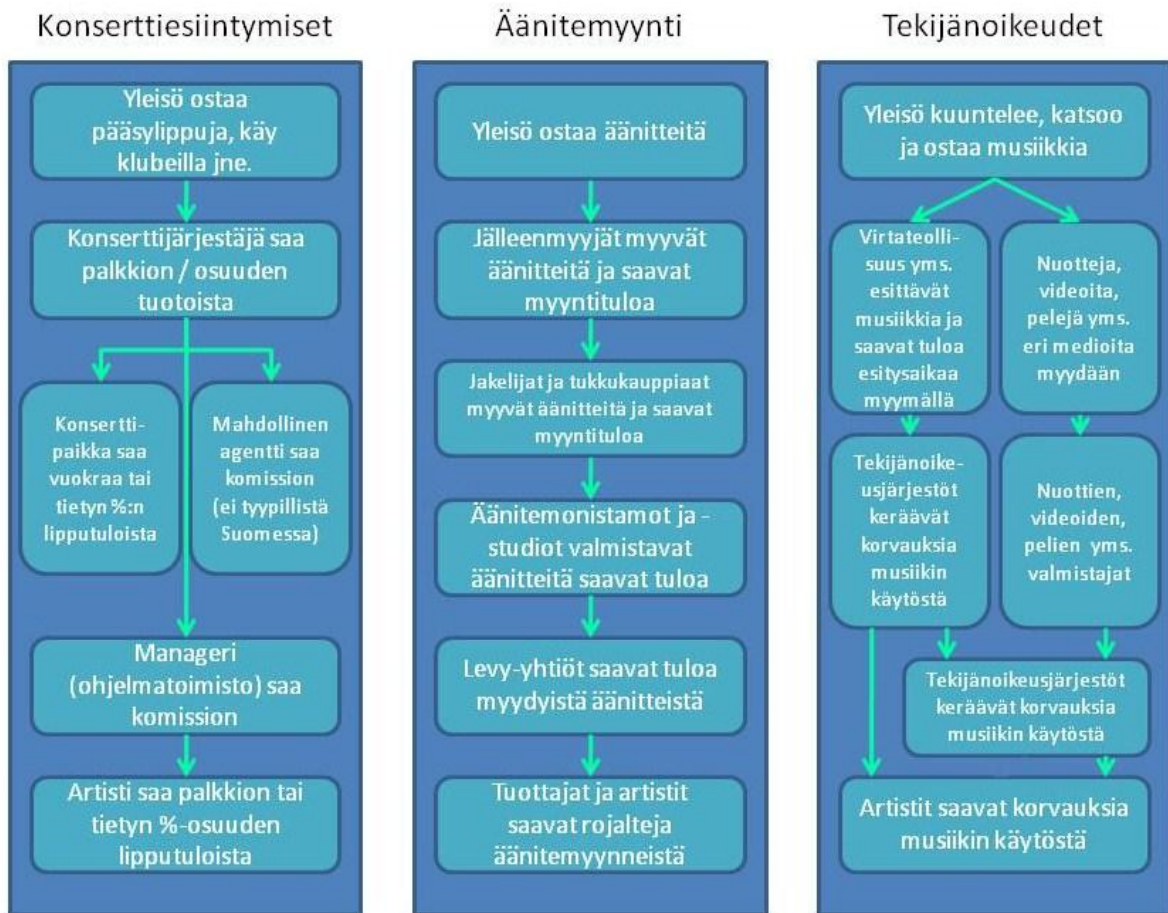 Konserttiesiintymiset
Yleisö ostaa
pääsylippuja, käy
klubeilla jne.
Konserttijärjestäjä saa
palkkion / osuuden
tuotoista
Konsertti-
paikka saa
vuokraa tai
tietyn %:n
lipputuloista
Mahdollinen
agentti saa
komission
(ei tyypillistä
Suomessa)
Manageri
(ohjelmatoimisto) saa
komission
Artisti saa palkkion tai
tietyn %-osuuden
lipputuloista
Äänitemyynti
Yleisö ostaa äänitteitä
Jälleenmyyjät myyvät
äänitteitä ja saavat
myyntituloa
Jakelijat ja tukkukauppiaat
myyvät äänitteitä ja saavat
myyntituloa
Äänitemonistamot ja -
studiot valmistavat
äänitteitä saavat tuloa
Levy-yhtiöt saavat tuloa
myydyistä äänitteistä
Tuottajat ja artistit
saavat rojalteja
äänitemyynneistä
Tekijänoikeudet
Yleisö kuuntelee, katsoo
ja ostaa musiikkia
Virtateolli-
suus yms.
esittävät
musiikkia ja
saavat tuloa
esitysaikaa
myymällä
Nuotteja,
videoita,
pelejä yms.
eri medioita
myydään
Tekijänoike-
usjärjestöt
keräävät
korvauksia
musiikin
käytöstä
Nuottien,
videoiden,
pelien yms.
valmistajat
Tekijänoikeusjärjestöt
keräävät korvauksia
musiikin käytöstä
Artistit saavat korvauksia
musiikin käytöstä